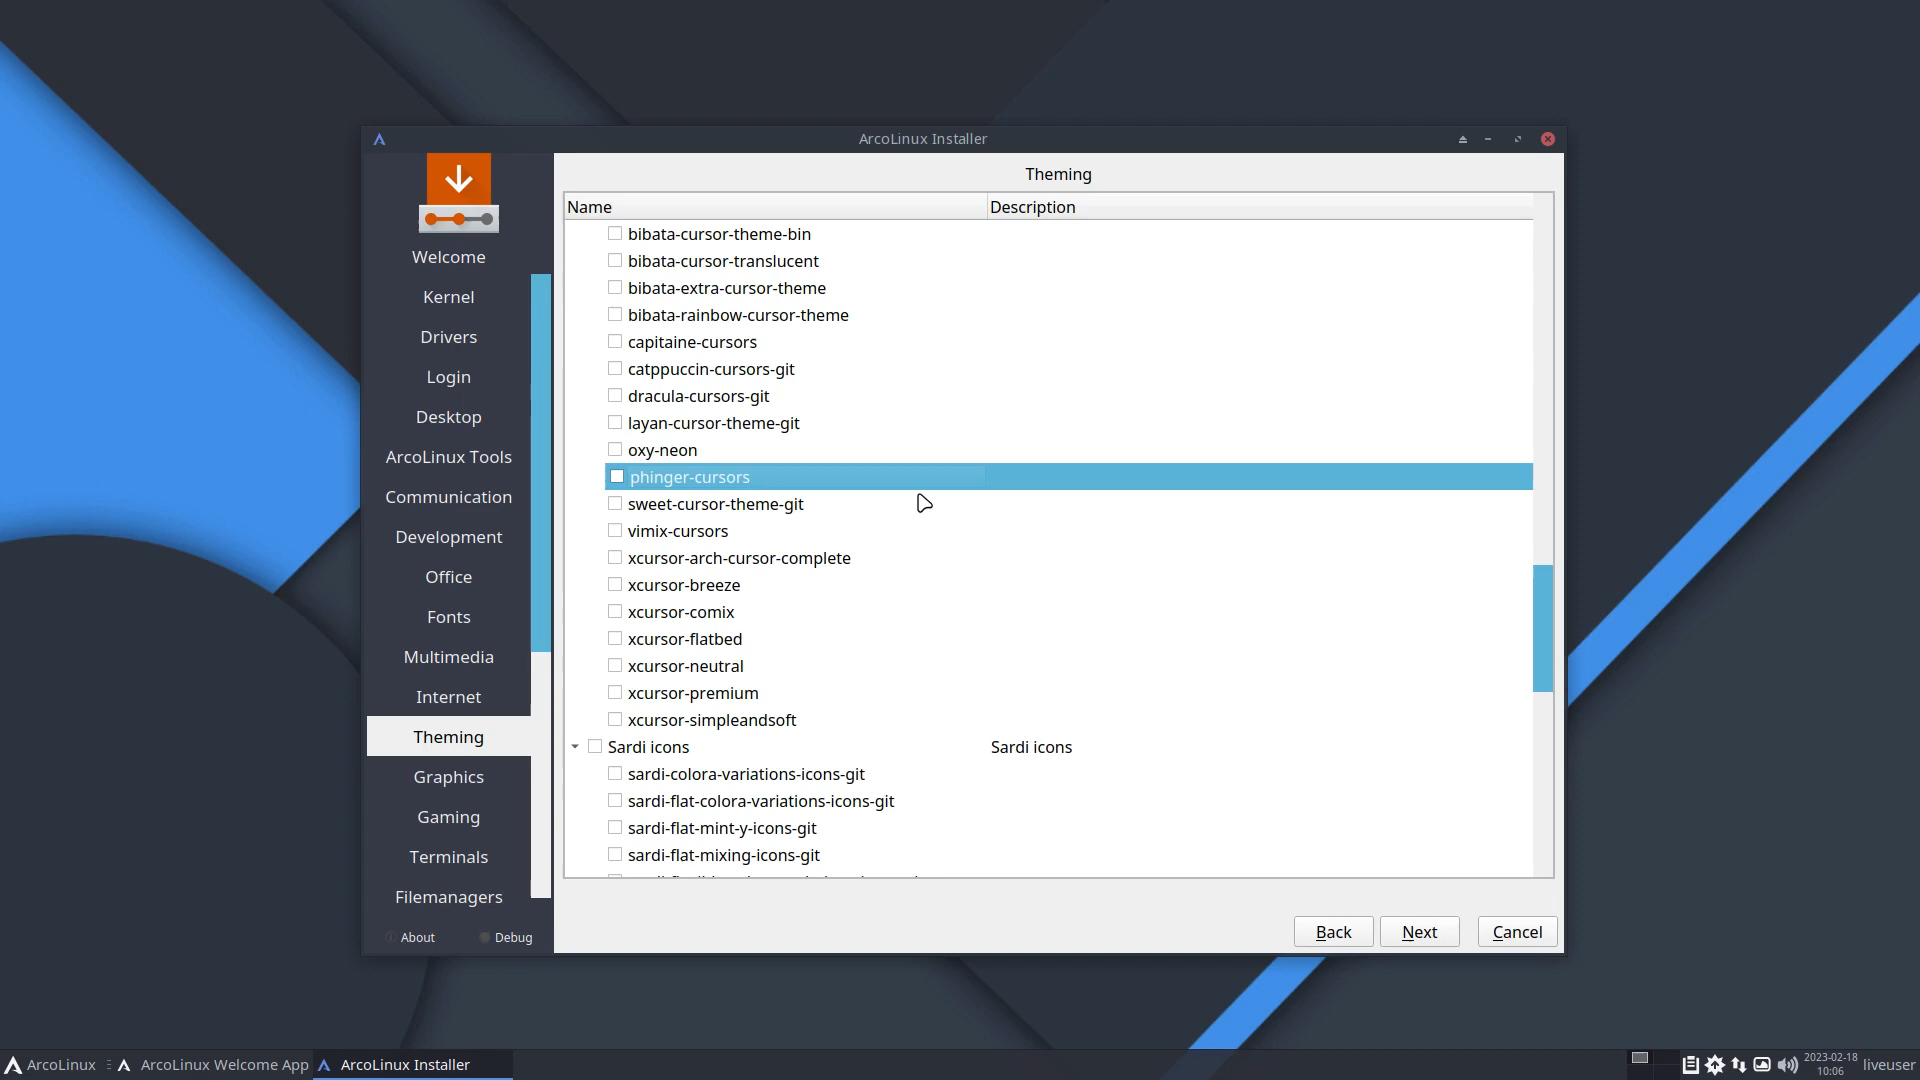 ArcoLinux Installer
Theming
Name Description
Welcome
Kernel
Drivers
Login
Desktop
ArcoLinux Tools
Communication
Development
Office
Fonts
Multimedia
Internet
Theming
Graphics
Gaming
Terminals
Filemanagers
About Debug
bibata-cursor-theme-bin
bibata-cursor-translucent
bibata-extra-cursor-theme
bibata-rainbow-cursor-theme
capitaine-cursors
catppuccin-cursors-git
dracula-cursors-git
layan-cursor-theme-git
oxy-neon
phinger-cursors
sweet-cursor-theme-git
vimix-cursors
xcursor-arch-cursor-complete
xcursor-breeze
xcursor-comix
xcursor-flatbed
xcursor-neutral
xcursor-premium
xcursor-simpleandsoft
Sardi icons Sardi icons
sardi-colora-variations-icons-git
sardi-flat-colora-variations-icons-git
sardi-flat-mint-y-icons-git
sardi-flat-mixing-icons-git
Back Next Cancel
ArcoLinux ArcoLinux Welcome App ArcoLinux Installer
2023-02-18
10:06
liveuser